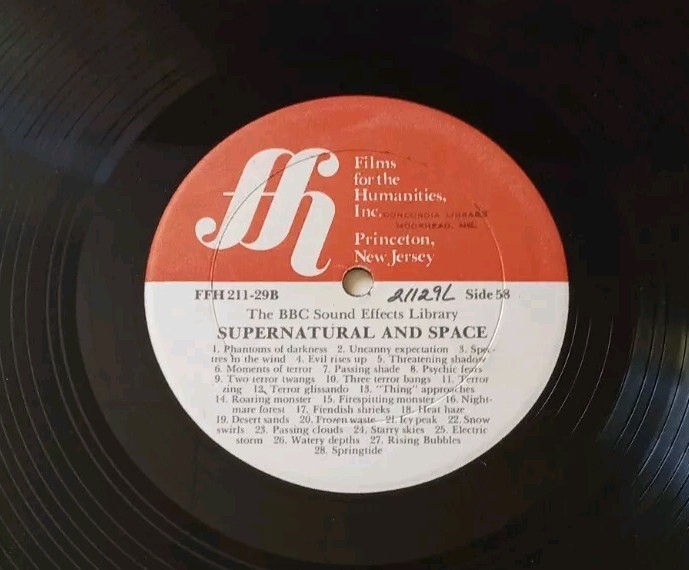 ffh
Films
for the
Humanities,
Inc.
CONCORDIA LIBRARY
MOORHEAD, MN.
Princeton,
New Jersey
FFH 211-29B
21129L
Side 58
The BBC Sound Effects Library
SUPERNATURAL AND SPACE
1. Phantoms of darkness 2. Uncanny expectation 3. Spec-
tres in the wind 4. Evil rises up 5. Threatening shadow
6. Moments of terror 7. Passing shade 8. Psychic fears
9. Two terror twangs 10. Three terror bangs 11. Terror
zing 12. Terror glissando 13. "Thing" approaches
14. Roaring monster 15. Firespitting monster 16. Night-
mare forest 17. Fiendish shrieks 18. Heat haze
19. Desert sands 20. Frozen waste 21. Icy peak 22. Snow
swirls 23. Passing clouds 24. Starry skies 25. Electric
storm 26. Watery depths 27. Rising Bubbles
28. Springtide